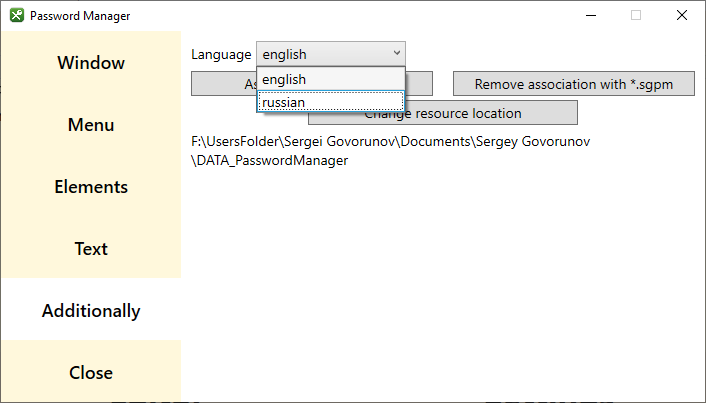 Password Manager
Window
Menu
Elements
Text
Additionally
Close
Language english
english
russian
As
Remove association with *.sgpm
Change resource location
F:\UsersFolder\Sergei Govorunov\Documents\Sergey Govorunov
\DATA_PasswordManager